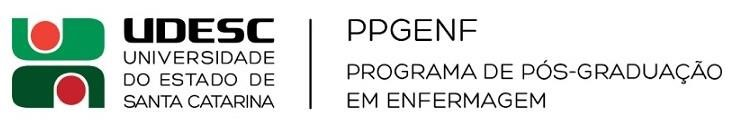 UDESC
UNIVERSIDADE
DO ESTADO DE
SANTA CATARINA
PPGENF
PROGRAMA DE PÓS-GRADUAÇÃO
EM ENFERMAGEM